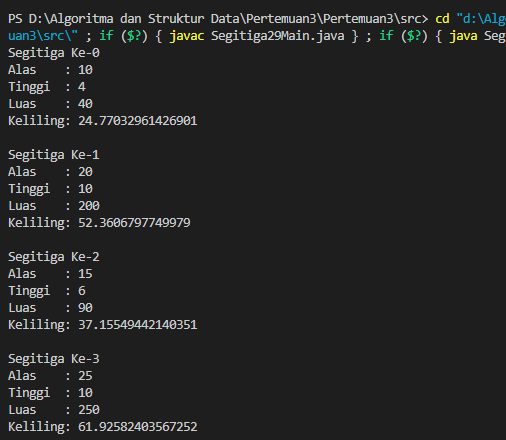 PS D:\Algoritma dan Struktur Data\Pertemuan3\Pertemuan3\src> cd "d:\Algo
uan3\src\" ; if ($?) { javac Segitiga29Main.java } ; if ($?) { java Seg
Segitiga Ke-0
Alas    : 10
Tinggi  : 4
Luas    : 40
Keliling: 24.77032961426901
Segitiga Ke-1
Alas    : 20
Tinggi  : 10
Luas    : 200
Keliling: 52.3606797749979
Segitiga Ke-2
Alas    : 15
Tinggi  : 6
Luas    : 90
Keliling: 37.15549442140351
Segitiga Ke-3
Alas    : 25
Tinggi  : 10
Luas    : 250
Keliling: 61.92582403567252